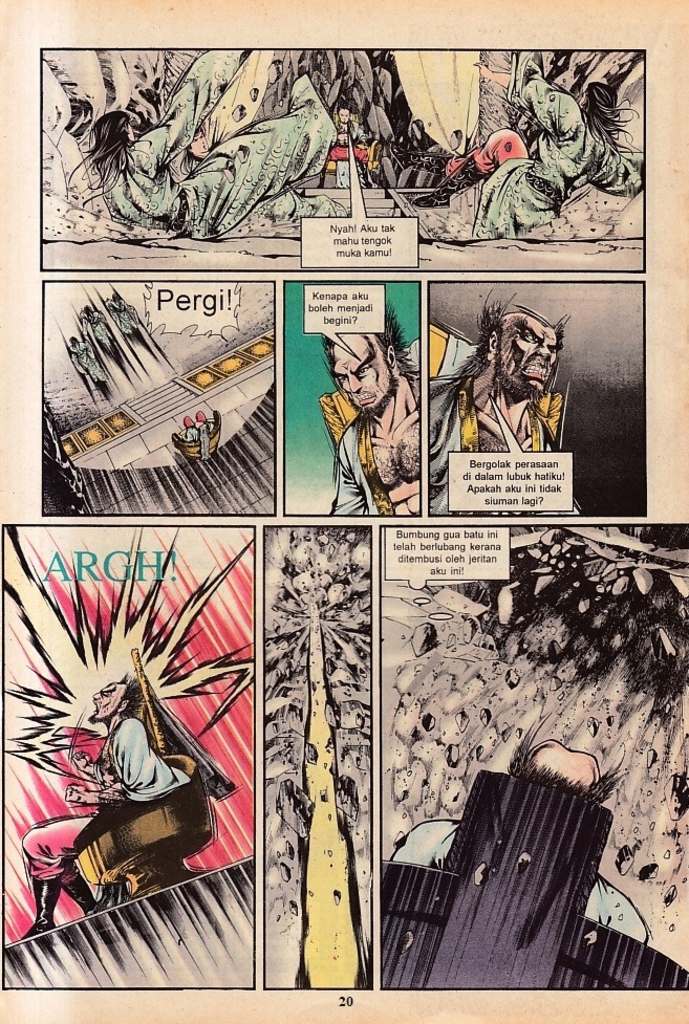 Nyah! Aku tak
mahu tengok
muka kamu!
Pergi!
Kenapa aku
boleh menjadi
begini?
Bergolak perasaan
di dalam lubuk hatiku!
Apakah aku ini tidak
siuman lagi?
ARGH!
Bumbung gua batu ini
telah berlubang kerana
ditembusi oleh jeritan
aku ini!
20